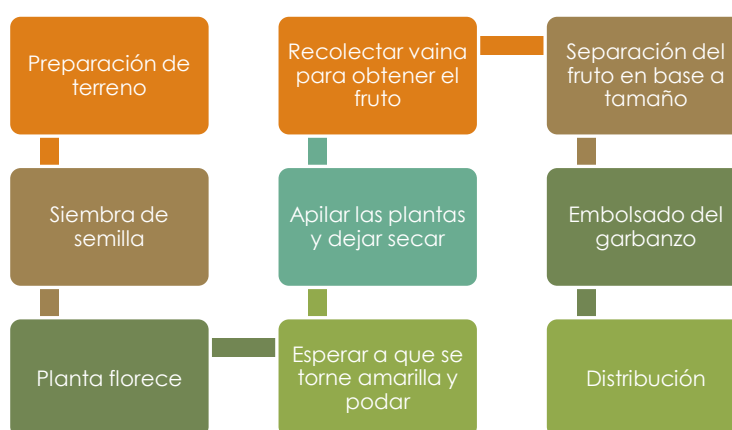 Preparación de
terreno
Siembra de
semilla
Planta florece
Esperar a que se
torne amarilla y
podar
Apilar las plantas
y dejar secar
Recolectar vaina
para obtener el
fruto
Separación del
fruto en base a
tamaño
Embolsado del
garbanzo
Distribución